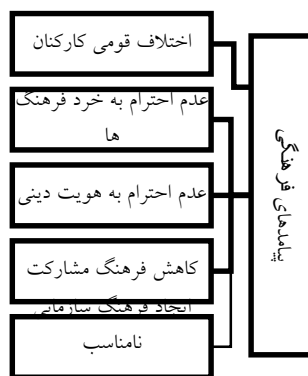 پیامدهای فرهنگی
اختلاف قومی کارکنان
عدم احترام به خرد فرهنگ
ها
عدم احترام به هویت دینی
کاهش فرهنگ مشارکت
ایجاد فرهنگ سازمانی
نامناسب